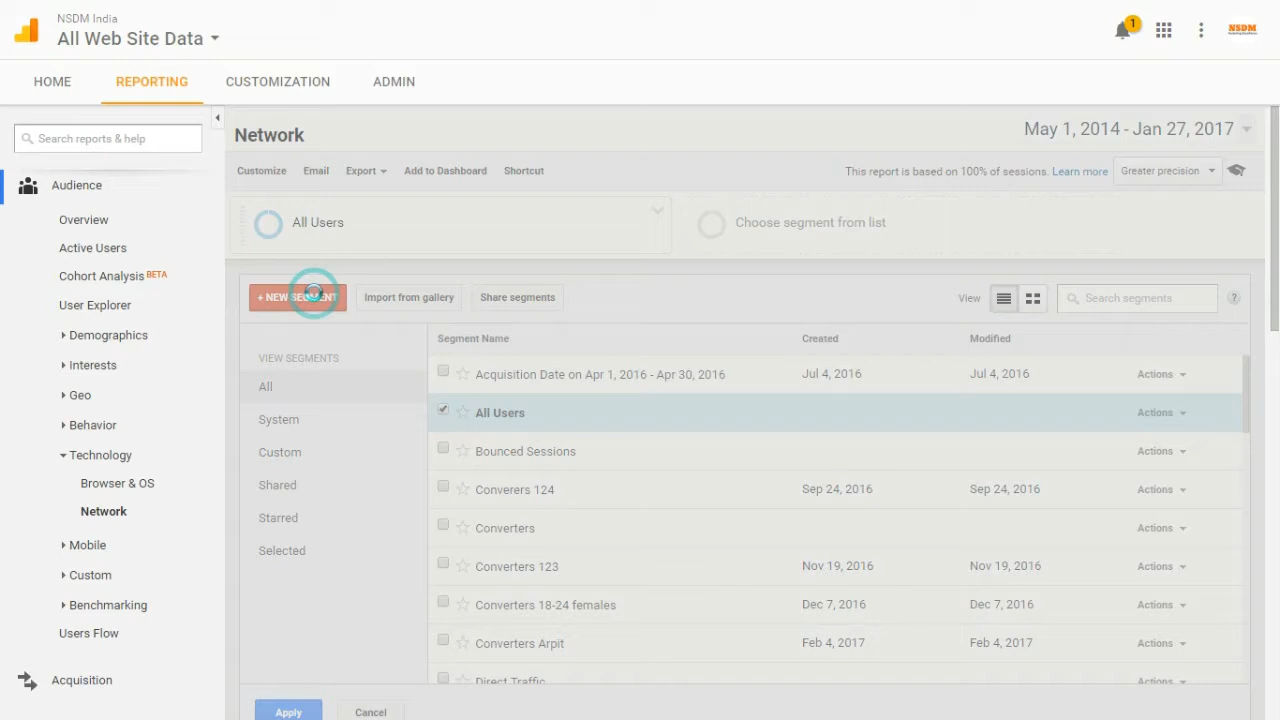 NSDM India
All Web Site Data
1
NSDM
HOME
REPORTING
CUSTOMIZATION
ADMIN
Search reports & help
Audience
Overview
Active Users
Cohort Analysis BETA
User Explorer
Demographics
Interests
Geo
Behavior
Technology
Browser & OS
Network
Mobile
Custom
Benchmarking
Users Flow
Acquisition
Network
May 1, 2014 - Jan 27, 2017
Customize Email Export Add to Dashboard Shortcut
This report is based on 100% of sessions. Learn more
Greater precision
All Users
Choose segment from list
+ NEW SEGMENT
Import from gallery
Share segments
View
Search segments
?
VIEW SEGMENTS
All
System
Custom
Shared
Starred
Selected
Segment Name Created Modified
Acquisition Date on Apr 1, 2016 - Apr 30, 2016 Jul 4, 2016 Jul 4, 2016 Actions
All Users Actions
Bounced Sessions Actions
Converers 124 Sep 24, 2016 Sep 24, 2016 Actions
Converters Actions
Converters 123 Nov 19, 2016 Nov 19, 2016 Actions
Converters 18-24 females Dec 7, 2016 Dec 7, 2016 Actions
Converters Arpit Feb 4, 2017 Feb 4, 2017 Actions
Direct Traffic Actions
Apply
Cancel